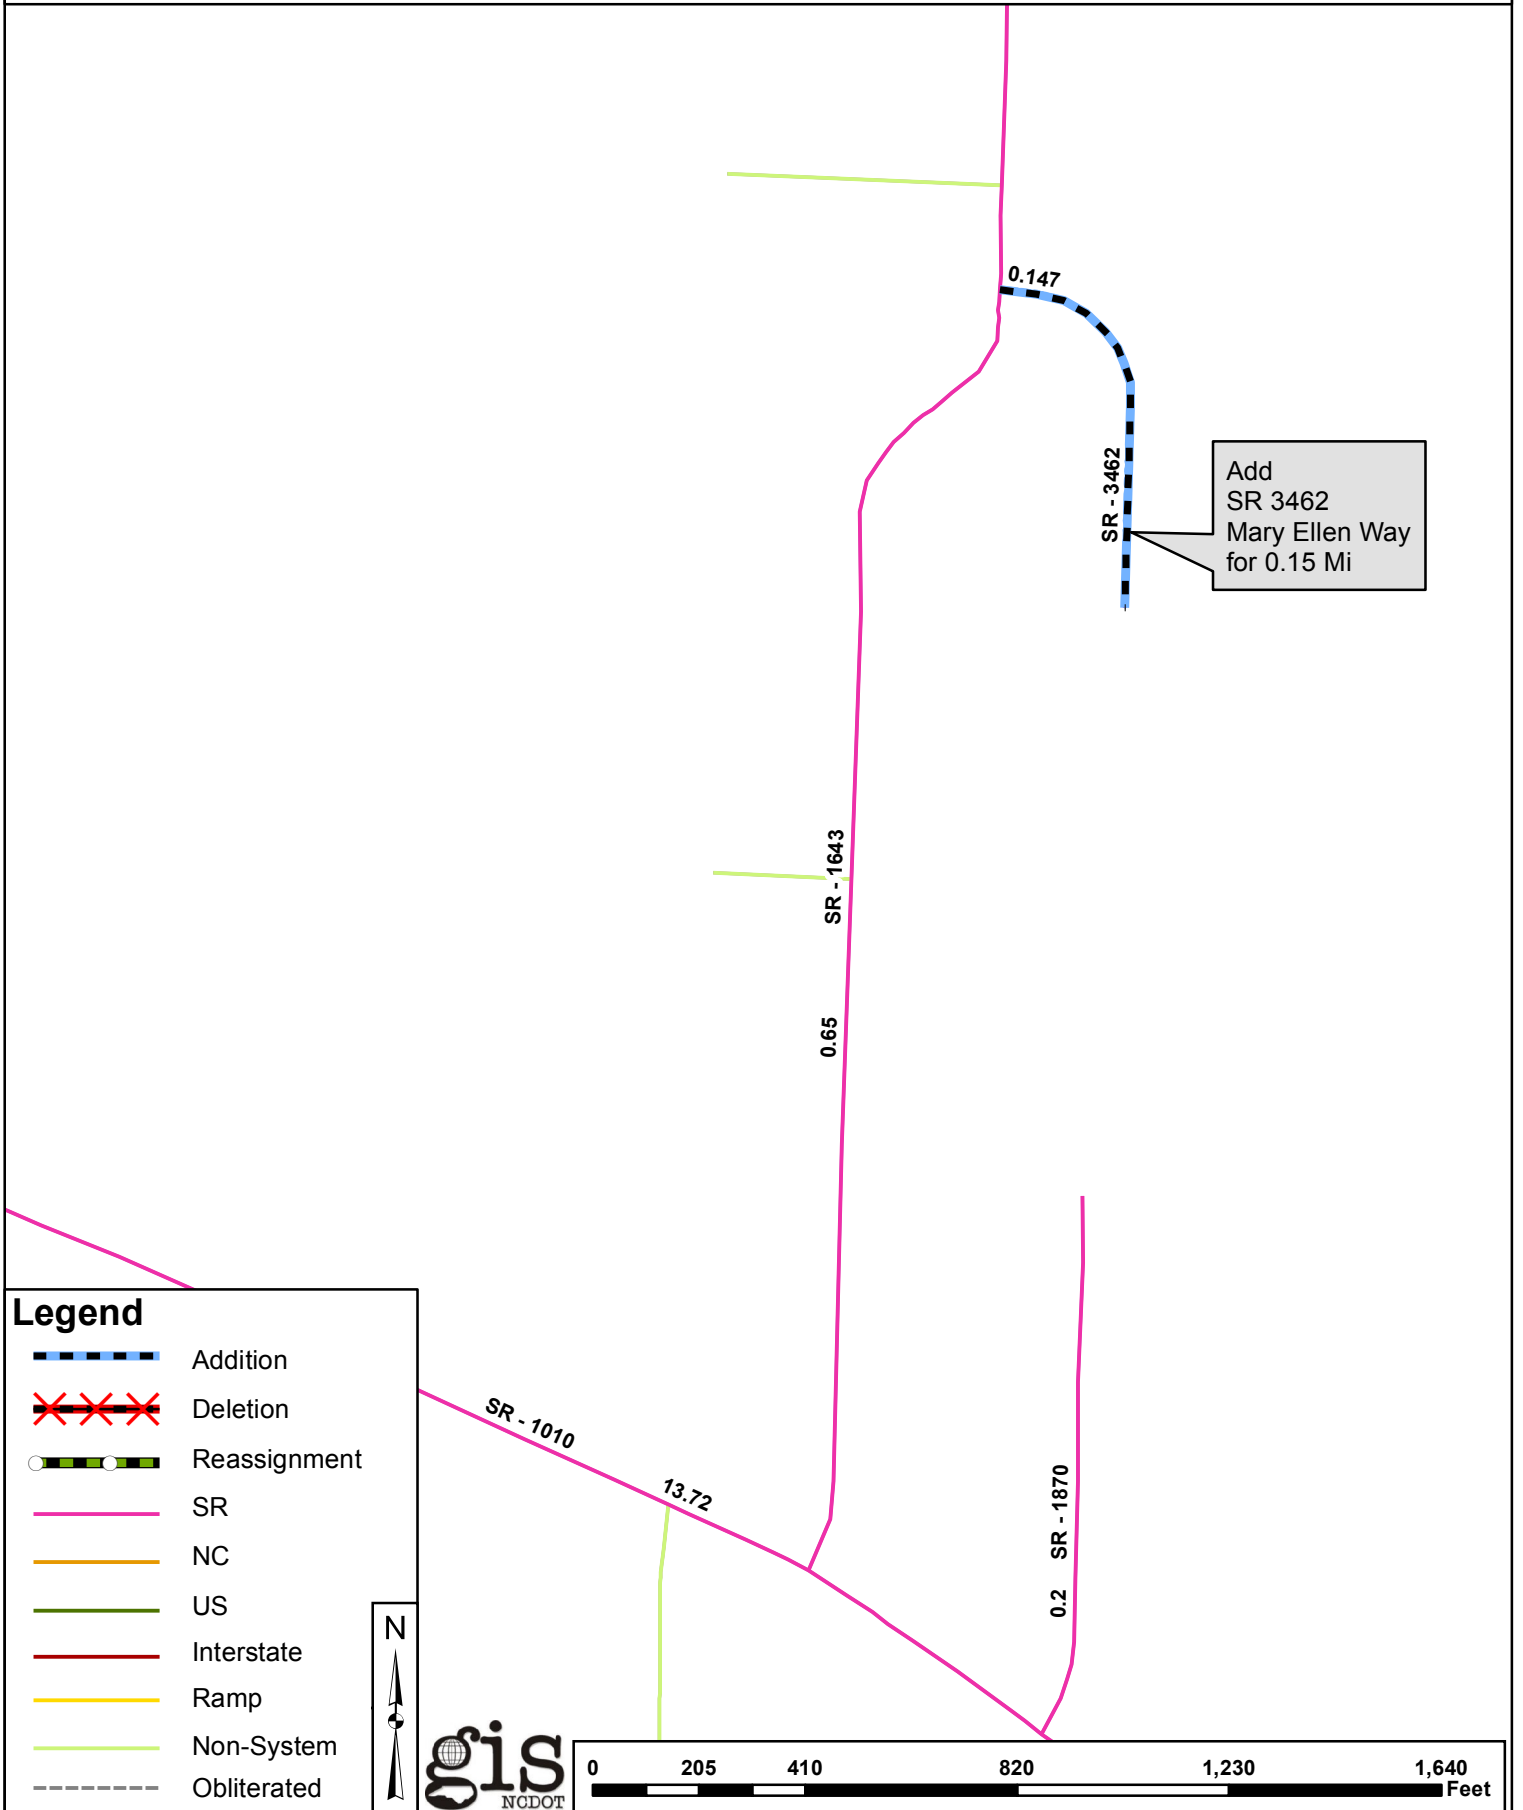 0.147
SR - 3462
Add
SR 3462
Mary Ellen Way
for 0.15 Mi
SR - 1643
0.65
SR - 1010
13.72
SR - 1870
0.2
Legend
Addition
Deletion
Reassignment
SR
NC
US
Interstate
Ramp
Non-System
Obliterated
N
gis
NCDOT
0 205 410 820 1,230 1,640
Feet